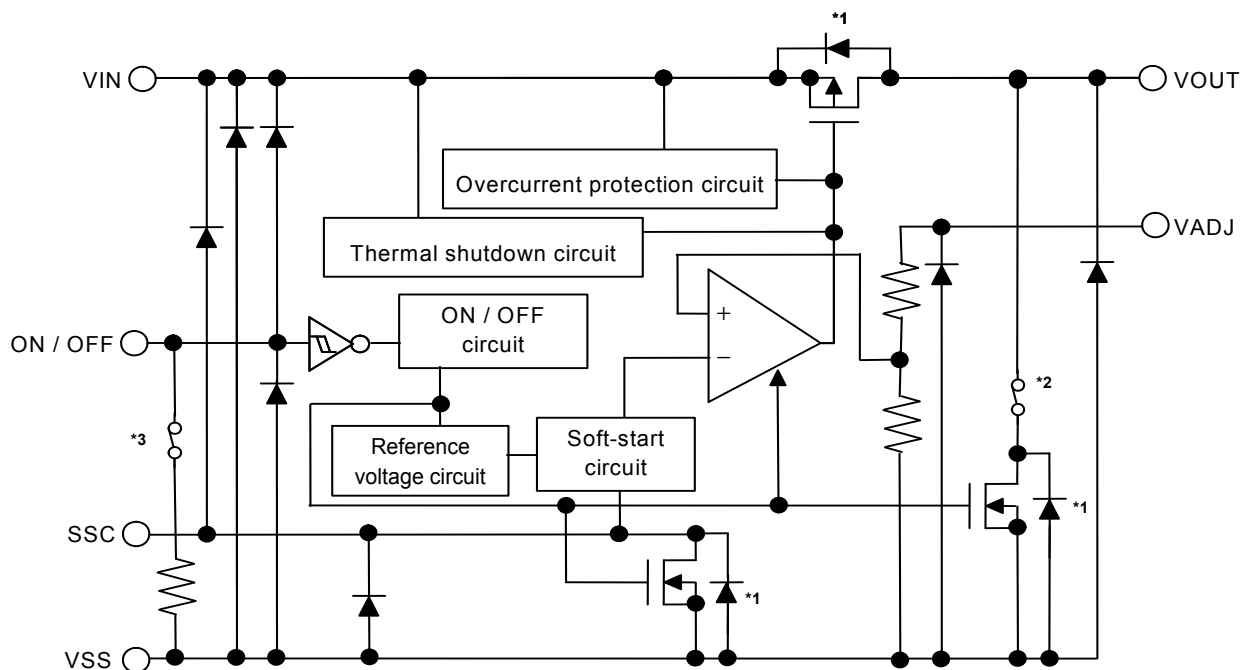 *1
VIN
VOUT
Overcurrent protection circuit
Thermal shutdown circuit
VADJ
+
ON / OFF
ON / OFF
circuit
−
*2
*3
Reference
voltage circuit
Soft-start
circuit
SSC
*1
*1
VSS